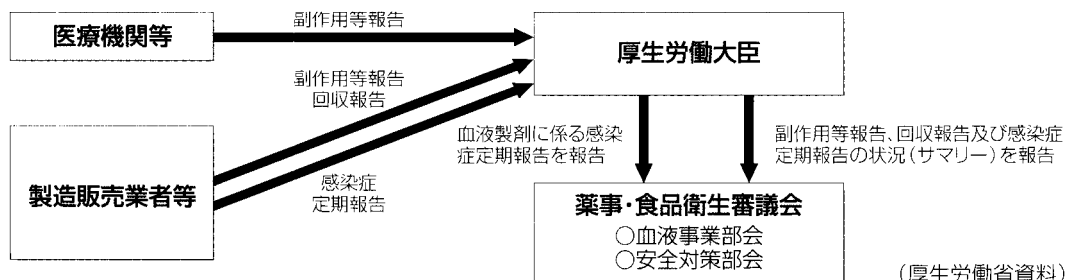 医療機関等
副作用等報告
厚生労働大臣
副作用等報告
回収報告
製造販売業者等
感染症
定期報告
血液製剤に係る感染
症定期報告を報告
副作用等報告、回収報告及び感染症
定期報告の状況(サマリー)を報告
薬事・食品衛生審議会
○血液事業部会
○安全対策部会
(厚生労働省資料)